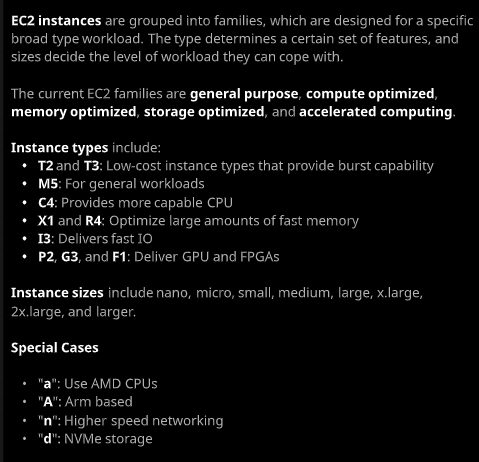 EC2 instances are grouped into families, which are designed for a specific
broad type workload. The type determines a certain set of features, and
sizes decide the level of workload they can cope with.
The current EC2 families are general purpose, compute optimized,
memory optimized, storage optimized, and accelerated computing.
Instance types include:
• T2 and T3: Low-cost instance types that provide burst capability
• M5: For general workloads
• C4: Provides more capable CPU
• X1 and R4: Optimize large amounts of fast memory
• I3: Delivers fast IO
• P2, G3, and F1: Deliver GPU and FPGAs
Instance sizes include nano, micro, small, medium, large, x.large,
2x.large, and larger.
Special Cases
• "a": Use AMD CPUs
• "A": Arm based
• "n": Higher speed networking
• "d": NVMe storage